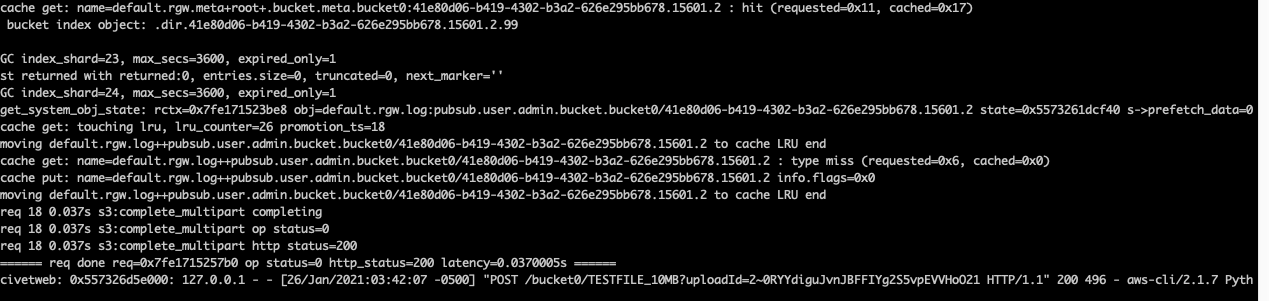 cache get: name=default.rgw.meta+root+.bucket.meta.bucket0:41e80d06-b419-4302-b3a2-626e295bb678.15601.2 : hit (requested=0x11, cached=0x17)
bucket index object: .dir.41e80d06-b419-4302-b3a2-626e295bb678.15601.2.99
GC index_shard=23, max_secs=3600, expired_only=1
st returned with returned:0, entries.size=0, truncated=0, next_marker=''
GC index_shard=24, max_secs=3600, expired_only=1
get_system_obj_state: rctx=0x7fe171523be8 obj=default.rgw.log:pubsub.user.admin.bucket.bucket0/41e80d06-b419-4302-b3a2-626e295bb678.15601.2 state=0x5573261dcf40 s->prefetch_data=0
cache get: touching lru, lru_counter=26 promotion_ts=18
moving default.rgw.log++pubsub.user.admin.bucket.bucket0/41e80d06-b419-4302-b3a2-626e295bb678.15601.2 to cache LRU end
cache get: name=default.rgw.log++pubsub.user.admin.bucket.bucket0/41e80d06-b419-4302-b3a2-626e295bb678.15601.2 : type miss (requested=0x6, cached=0x0)
cache put: name=default.rgw.log++pubsub.user.admin.bucket.bucket0/41e80d06-b419-4302-b3a2-626e295bb678.15601.2 info.flags=0x0
moving default.rgw.log++pubsub.user.admin.bucket.bucket0/41e80d06-b419-4302-b3a2-626e295bb678.15601.2 to cache LRU end
req 18 0.037s s3:complete_multipart completing
req 18 0.037s s3:complete_multipart op status=0
req 18 0.037s s3:complete_multipart http status=200
====== req done req=0x7fe1715257b0 op status=0 http_status=200 latency=0.0370005s ======
civetweb: 0x557326d5e000: 127.0.0.1 - - [26/Jan/2021:03:42:07 -0500] "POST /bucket0/TESTFILE_10MB?uploadId=2~0RYYdiguJvnJBFFIYg2S5vpEVVHoO21 HTTP/1.1" 200 496 - aws-cli/2.1.7 Pyth